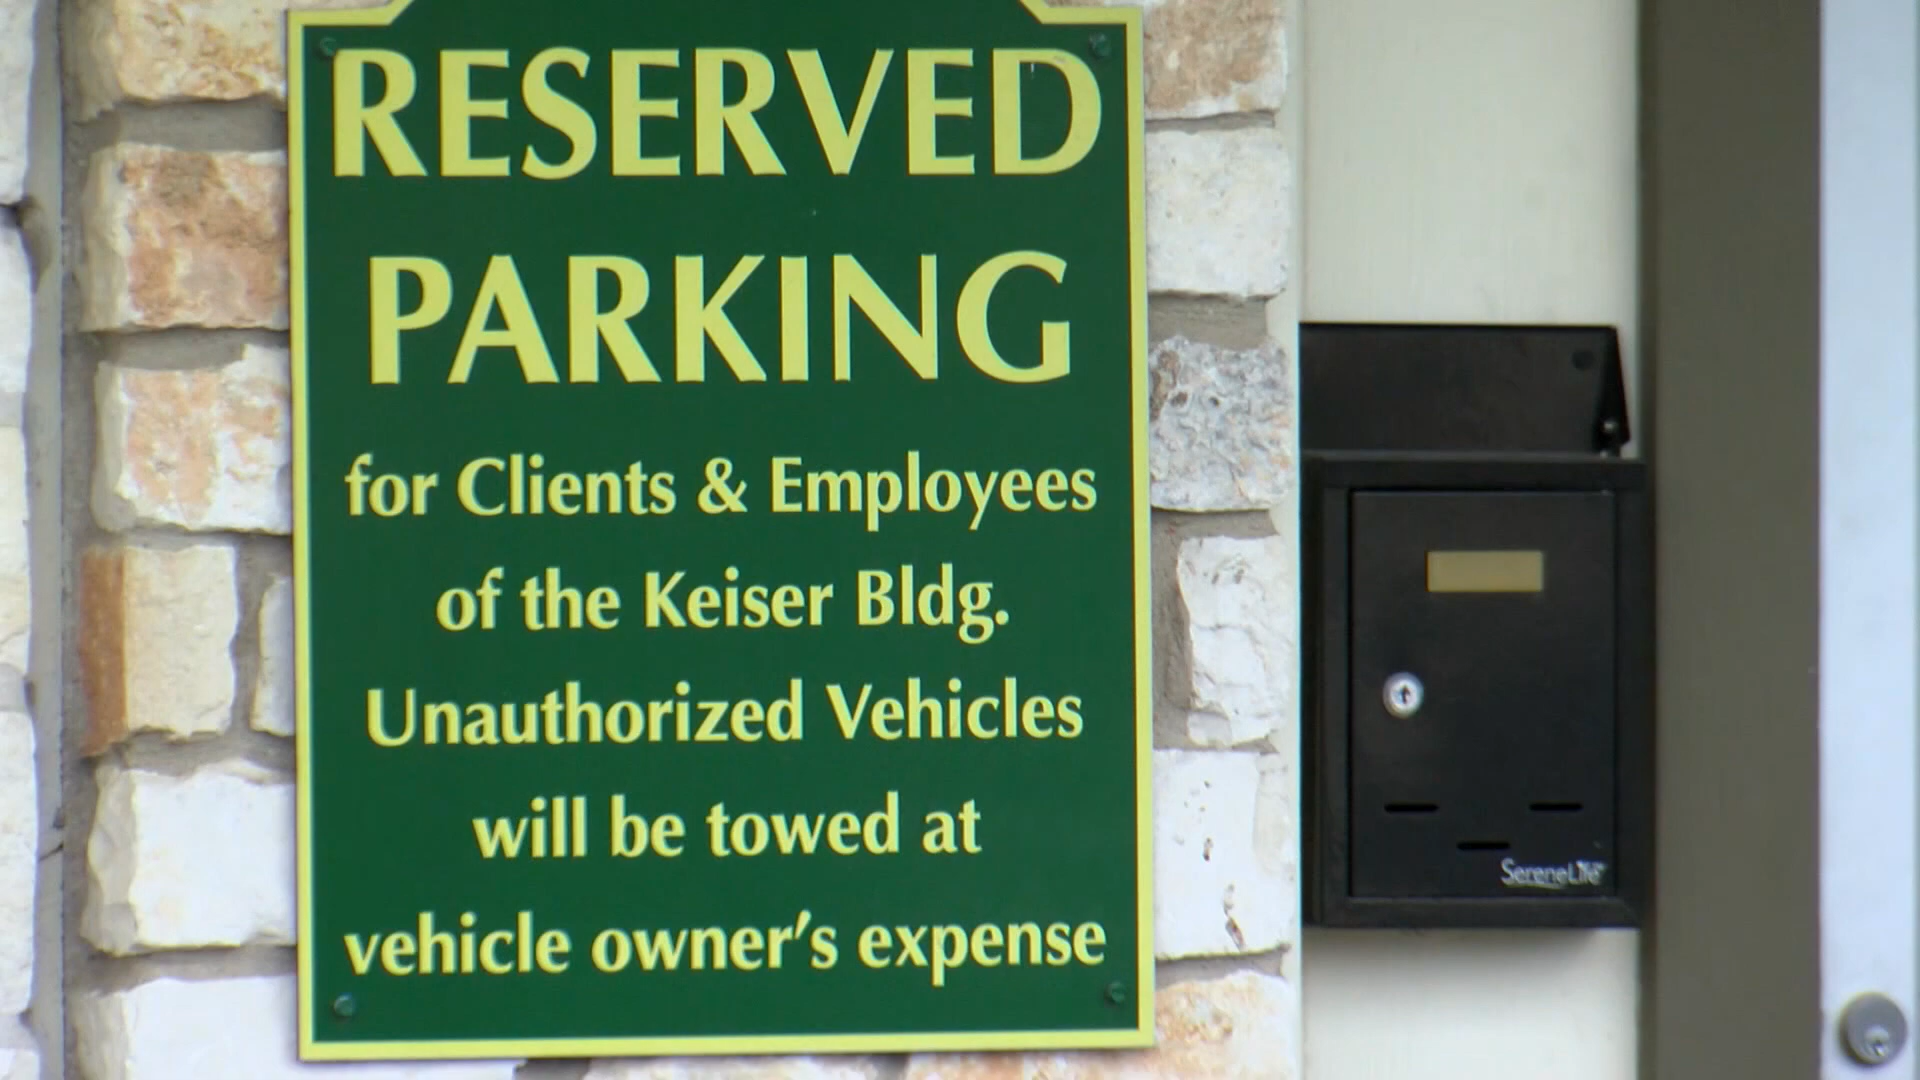 RESERVED
PARKING
for Clients & Employees
of the Keiser Bldg.
Unauthorized Vehicles
will be towed at
vehicle owner's expense
SereneLife